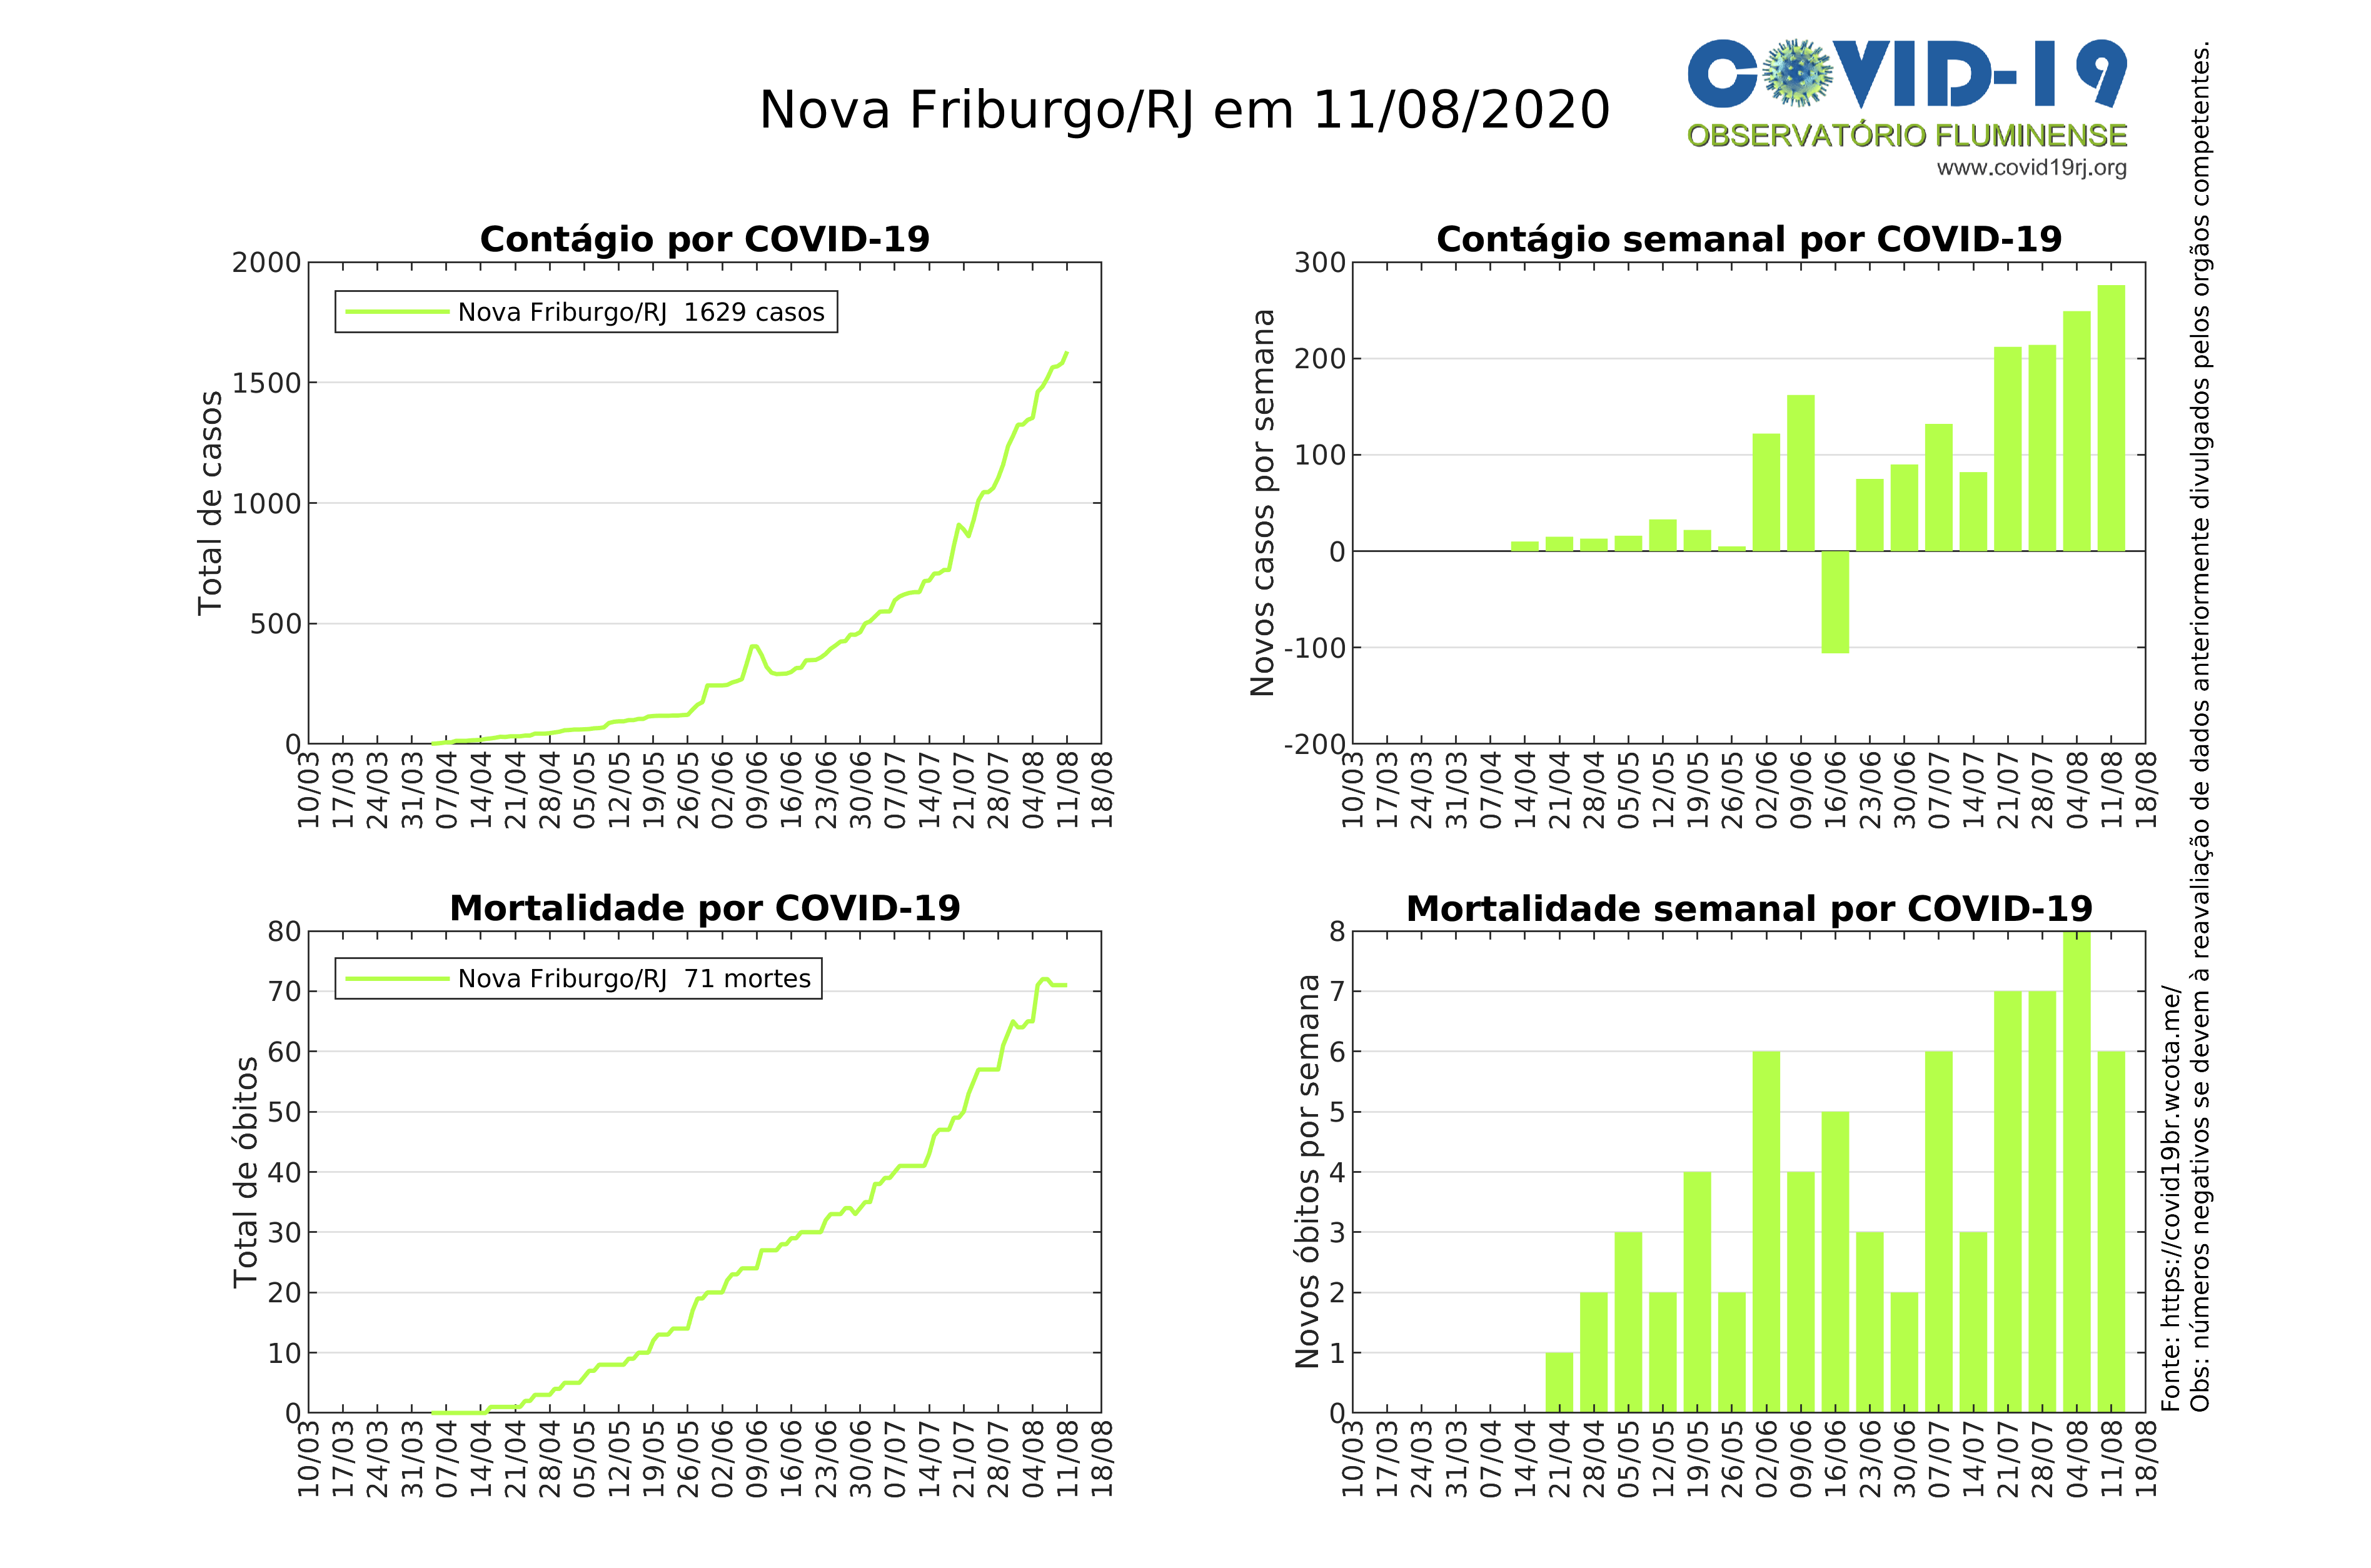 Nova Friburgo/RJ em 11/08/2020
COVID-19
OBSERVATÓRIO FLUMINENSE
www.covid19rj.org
Contágio por COVID-19
Total de casos
2000
1500
1000
500
0
Nova Friburgo/RJ 1629 casos
10/03 17/03 24/03 31/03 07/04 14/04 21/04 28/04 05/05 12/05 19/05 26/05 02/06 09/06 16/06 23/06 30/06 07/07 14/07 21/07 28/07 04/08 11/08 18/08
Contágio semanal por COVID-19
Novos casos por semana
300
200
100
0
-100
-200
10/03 17/03 24/03 31/03 07/04 14/04 21/04 28/04 05/05 12/05 19/05 26/05 02/06 09/06 16/06 23/06 30/06 07/07 14/07 21/07 28/07 04/08 11/08 18/08
Mortalidade por COVID-19
Total de óbitos
80
70
60
50
40
30
20
10
0
Nova Friburgo/RJ 71 mortes
10/03 17/03 24/03 31/03 07/04 14/04 21/04 28/04 05/05 12/05 19/05 26/05 02/06 09/06 16/06 23/06 30/06 07/07 14/07 21/07 28/07 04/08 11/08 18/08
Mortalidade semanal por COVID-19
Novos óbitos por semana
8
7
6
5
4
3
2
1
0
10/03 17/03 24/03 31/03 07/04 14/04 21/04 28/04 05/05 12/05 19/05 26/05 02/06 09/06 16/06 23/06 30/06 07/07 14/07 21/07 28/07 04/08 11/08 18/08
Fonte: https://covid19br.wcota.me/
Obs: números negativos se devem à reavaliação de dados anteriormente divulgados pelos orgãos competentes.